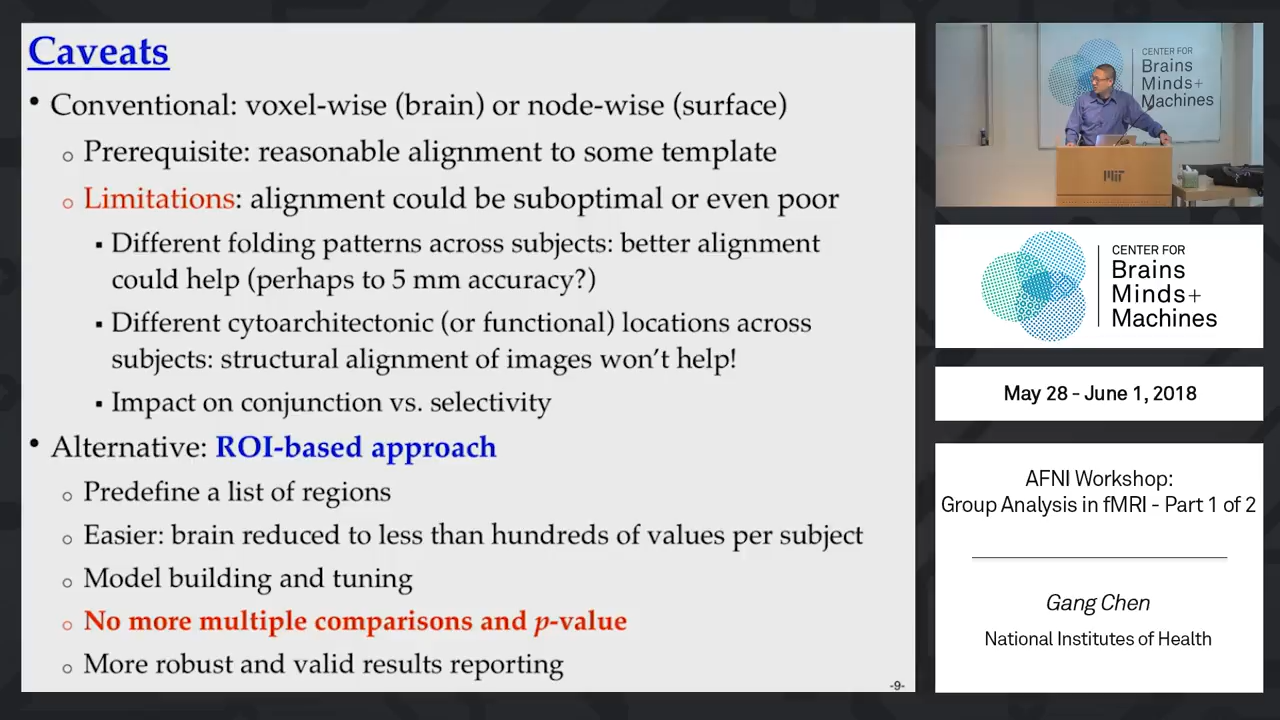 Caveats
• Conventional: voxel-wise (brain) or node-wise (surface)
o Prerequisite: reasonable alignment to some template
o Limitations: alignment could be suboptimal or even poor
▪ Different folding patterns across subjects: better alignment
could help (perhaps to 5 mm accuracy?)
▪ Different cytoarchitectonic (or functional) locations across
subjects: structural alignment of images won’t help!
▪ Impact on conjunction vs. selectivity
• Alternative: ROI-based approach
o Predefine a list of regions
o Easier: brain reduced to less than hundreds of values per subject
o Model building and tuning
o No more multiple comparisons and p-value
o More robust and valid results reporting
-9-
CENTER FOR
Brains
Minds+
Machines
MIT
CENTER FOR
Brains
Minds+
Machines
May 28 - June 1, 2018
AFNI Workshop:
Group Analysis in fMRI - Part 1 of 2
Gang Chen
National Institutes of Health